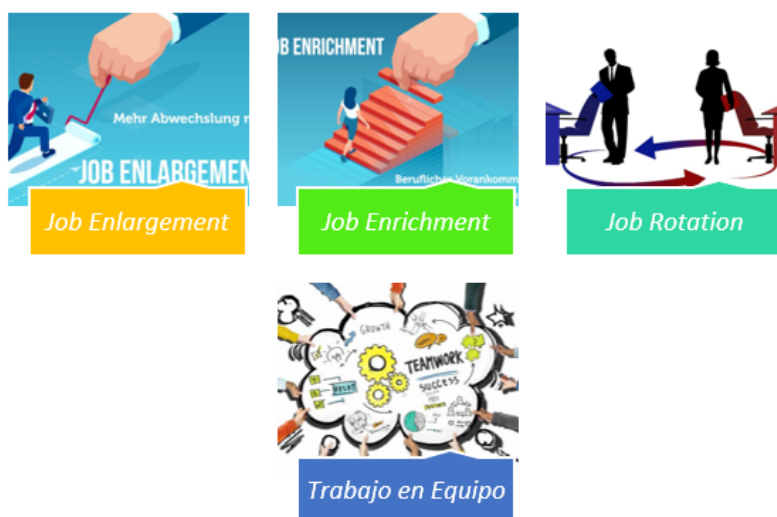 JOB ENRICHMENT
Mehr Abwechslung
JOB ENLARGEMEN
Berufliches Vorankomm
Job Enlargement
Job Enrichment
Job Rotation
GROWTH
TEAMWORK
SUCCESS
Trabajo en Equipo